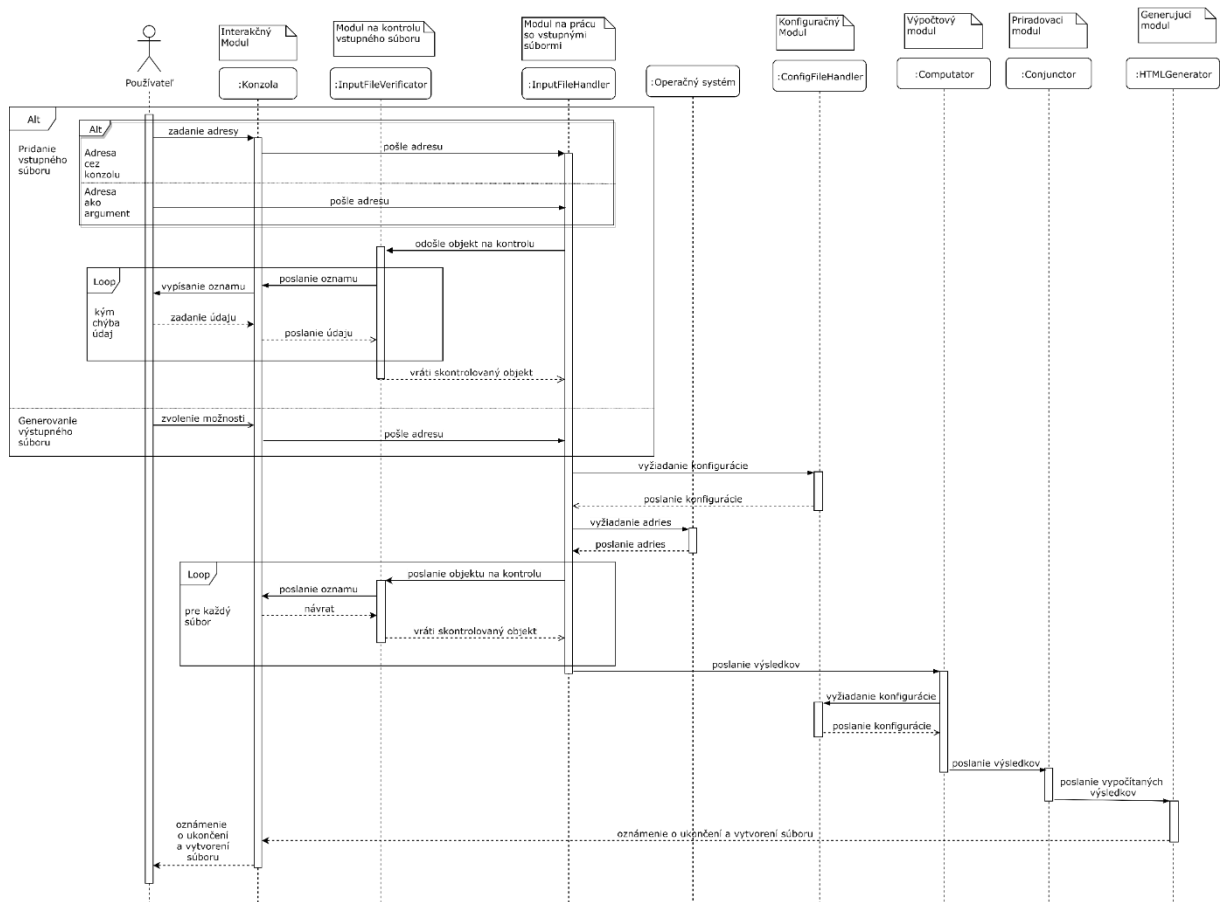 Interakčný
Modul
Modul na kontrolu
vstupného súboru
Modul na prácu
so vstupnými
súbormi
Konfiguračný
Modul
Výpočtový
modul
Priradovaci
modul
Generujuci
modul
Používateľ
:Konzola
:InputFileVerificator
:InputFileHandler
:Operačný systém
:ConfigFileHandler
:Computator
:Conjunctor
:HTMLGenerator
Alt
Pridanie
vstupného
súboru
Alt
Adresa
cez
konzolu
zadanie adresy
pošle adresu
Adresa
ako
argument
pošle adresu
odošle objekt na kontrolu
Loop
kým
chýba
údaj
poslanie oznamu
vypísanie oznamu
zadanie údaju
poslanie údaju
vráti skontrolovaný objekt
Generovanie
výstupného
súboru
zvolenie možnosti
pošle adresu
vyžiadanie konfigurácie
poslanie konfigurácie
vyžiadanie adries
poslanie adries
Loop
pre každý
súbor
poslanie objektu na kontrolu
poslanie oznamu
návrat
vráti skontrolovaný objekt
poslanie výsledkov
vyžiadanie konfigurácie
poslanie konfigurácie
poslanie výsledkov
poslanie vypočítaných
výsledkov
oznámenie o ukončení a vytvorení súboru
oznámenie
o ukončení
a vytvorení
súboru